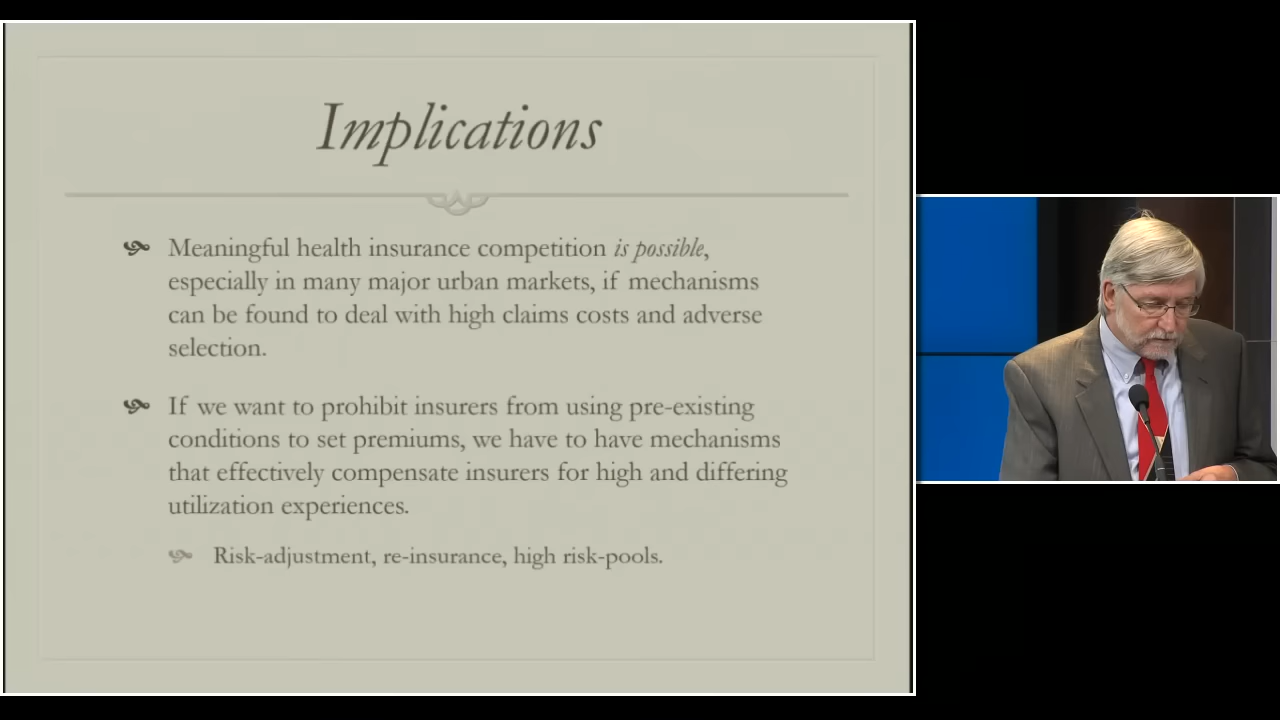 Implications
Meaningful health insurance competition is possible,
especially in many major urban markets, if mechanisms
can be found to deal with high claims costs and adverse
selection.
If we want to prohibit insurers from using pre-existing
conditions to set premiums, we have to have mechanisms
that effectively compensate insurers for high and differing
utilization experiences.
Risk-adjustment, re-insurance, high risk-pools.